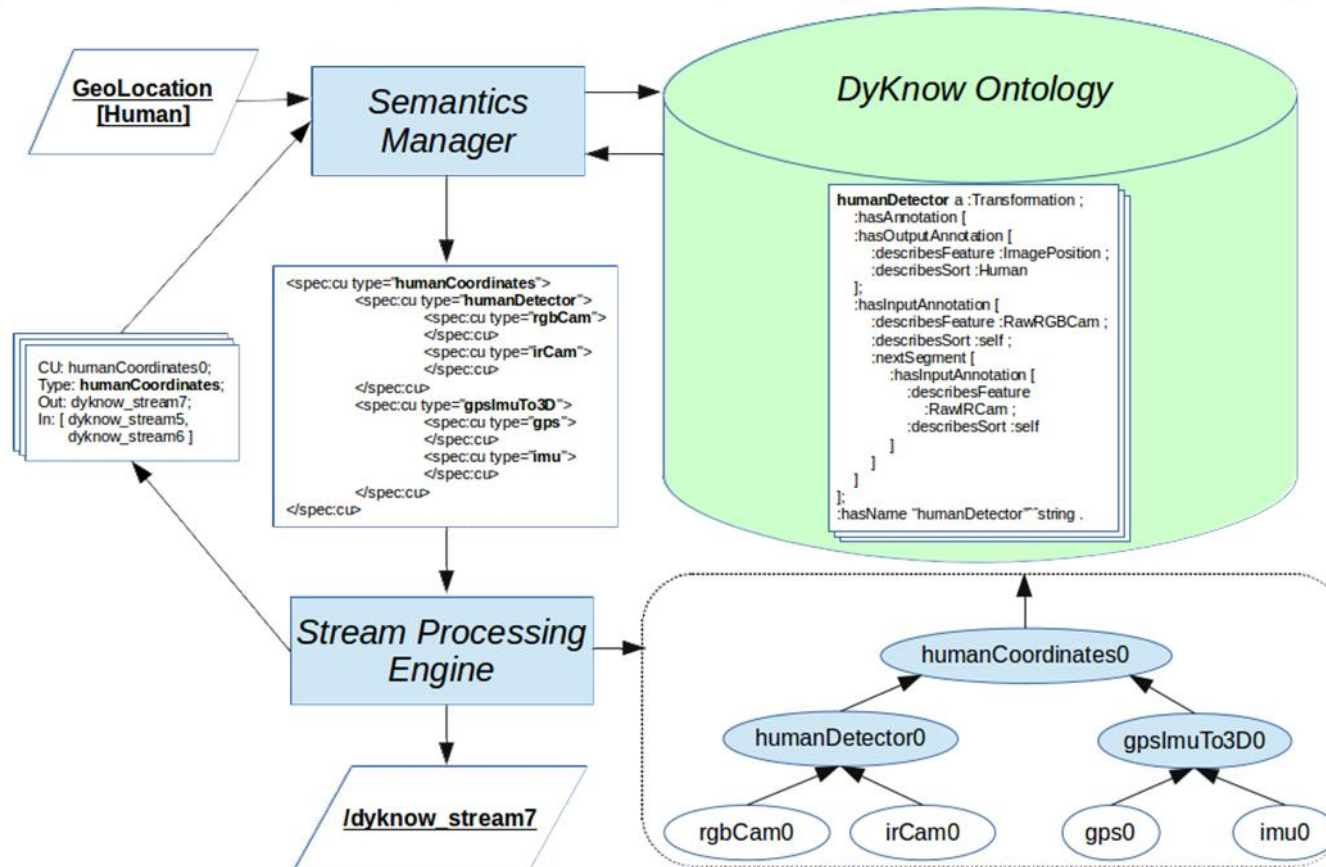 GeoLocation
[Human]
Semantics
Manager
DyKnow Ontology
humanDetector a :Transformation ;
:hasAnnotation [
:hasOutputAnnotation [
:describesFeature :ImagePosition ;
:describesSort :Human
];
:hasInputAnnotation [
:describesFeature :RawRGBCam ;
:describesSort :self ;
:nextSegment [
:hasInputAnnotation [
:describesFeature
:RawIRCam ;
:describesSort :self
]
]
]
];
:hasName "humanDetector"^^string .
<spec:cu type="humanCoordinates">
<spec:cu type="humanDetector">
<spec:cu type="rgbCam">
</spec:cu>
<spec:cu type="irCam">
</spec:cu>
</spec:cu>
<spec:cu type="gpsImuTo3D">
<spec:cu type="gps">
</spec:cu>
<spec:cu type="imu">
</spec:cu>
</spec:cu>
</spec:cu>
CU: humanCoordinates0;
Type: humanCoordinates;
Out: dyknow_stream7;
In: [ dyknow_stream5,
dyknow_stream6 ]
Stream Processing
Engine
/dyknow_stream7
humanCoordinates0
humanDetector0
gpsImuTo3D0
rgbCam0
irCam0
gps0
imu0